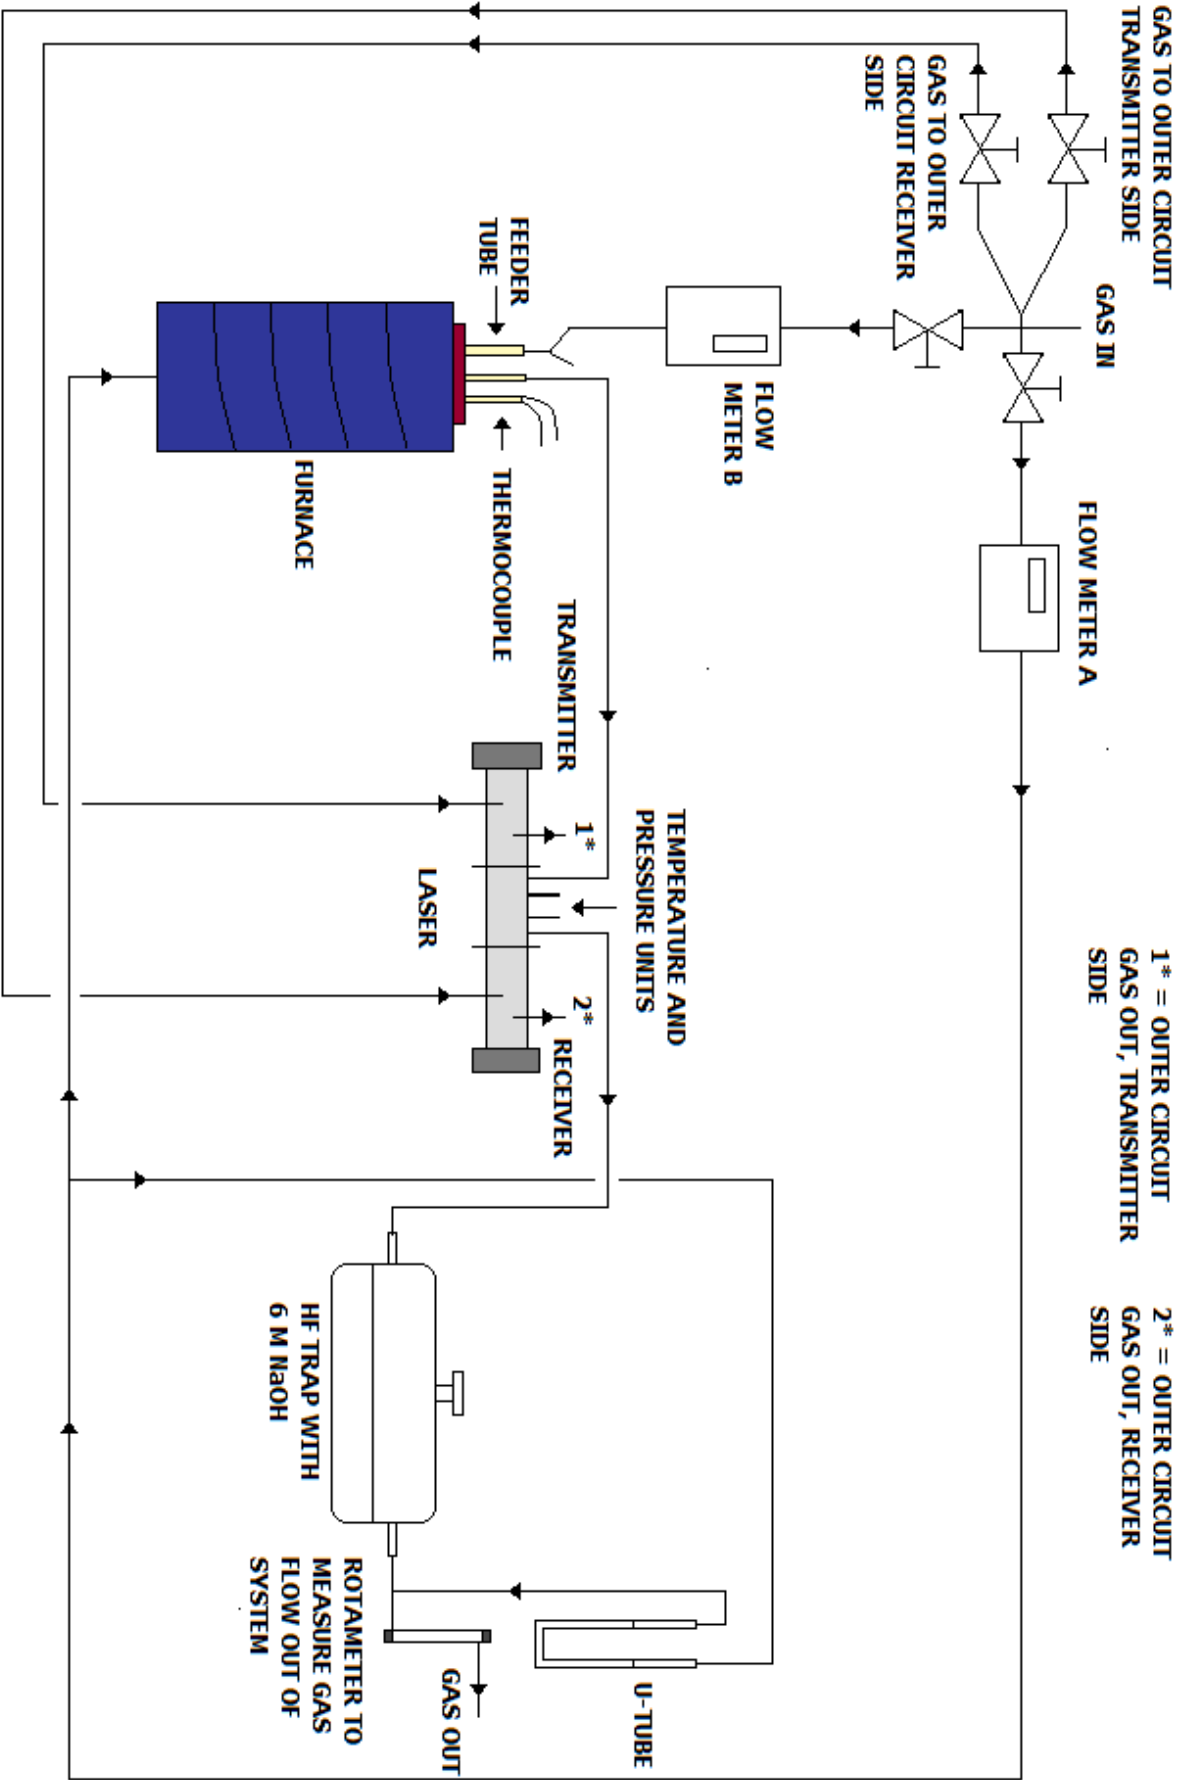 GAS TO OUTER CIRCUIT
TRANSMITTER SIDE
GAS IN
GAS TO OUTER
CIRCUIT RECEIVER
SIDE
FLOW METER A
1* = OUTER CIRCUIT
GAS OUT, TRANSMITTER
SIDE
2* = OUTER CIRCUIT
GAS OUT, RECEIVER
SIDE
FLOW
METER B
FEEDER
TUBE
THERMOCOUPLE
FURNACE
TRANSMITTER
TEMPERATURE AND
PRESSURE UNITS
1*
2*
LASER
RECEIVER
HF TRAP WITH
6 M NaOH
U-TUBE
GAS OUT
ROTAMETER TO
MEASURE GAS
FLOW OUT OF
SYSTEM